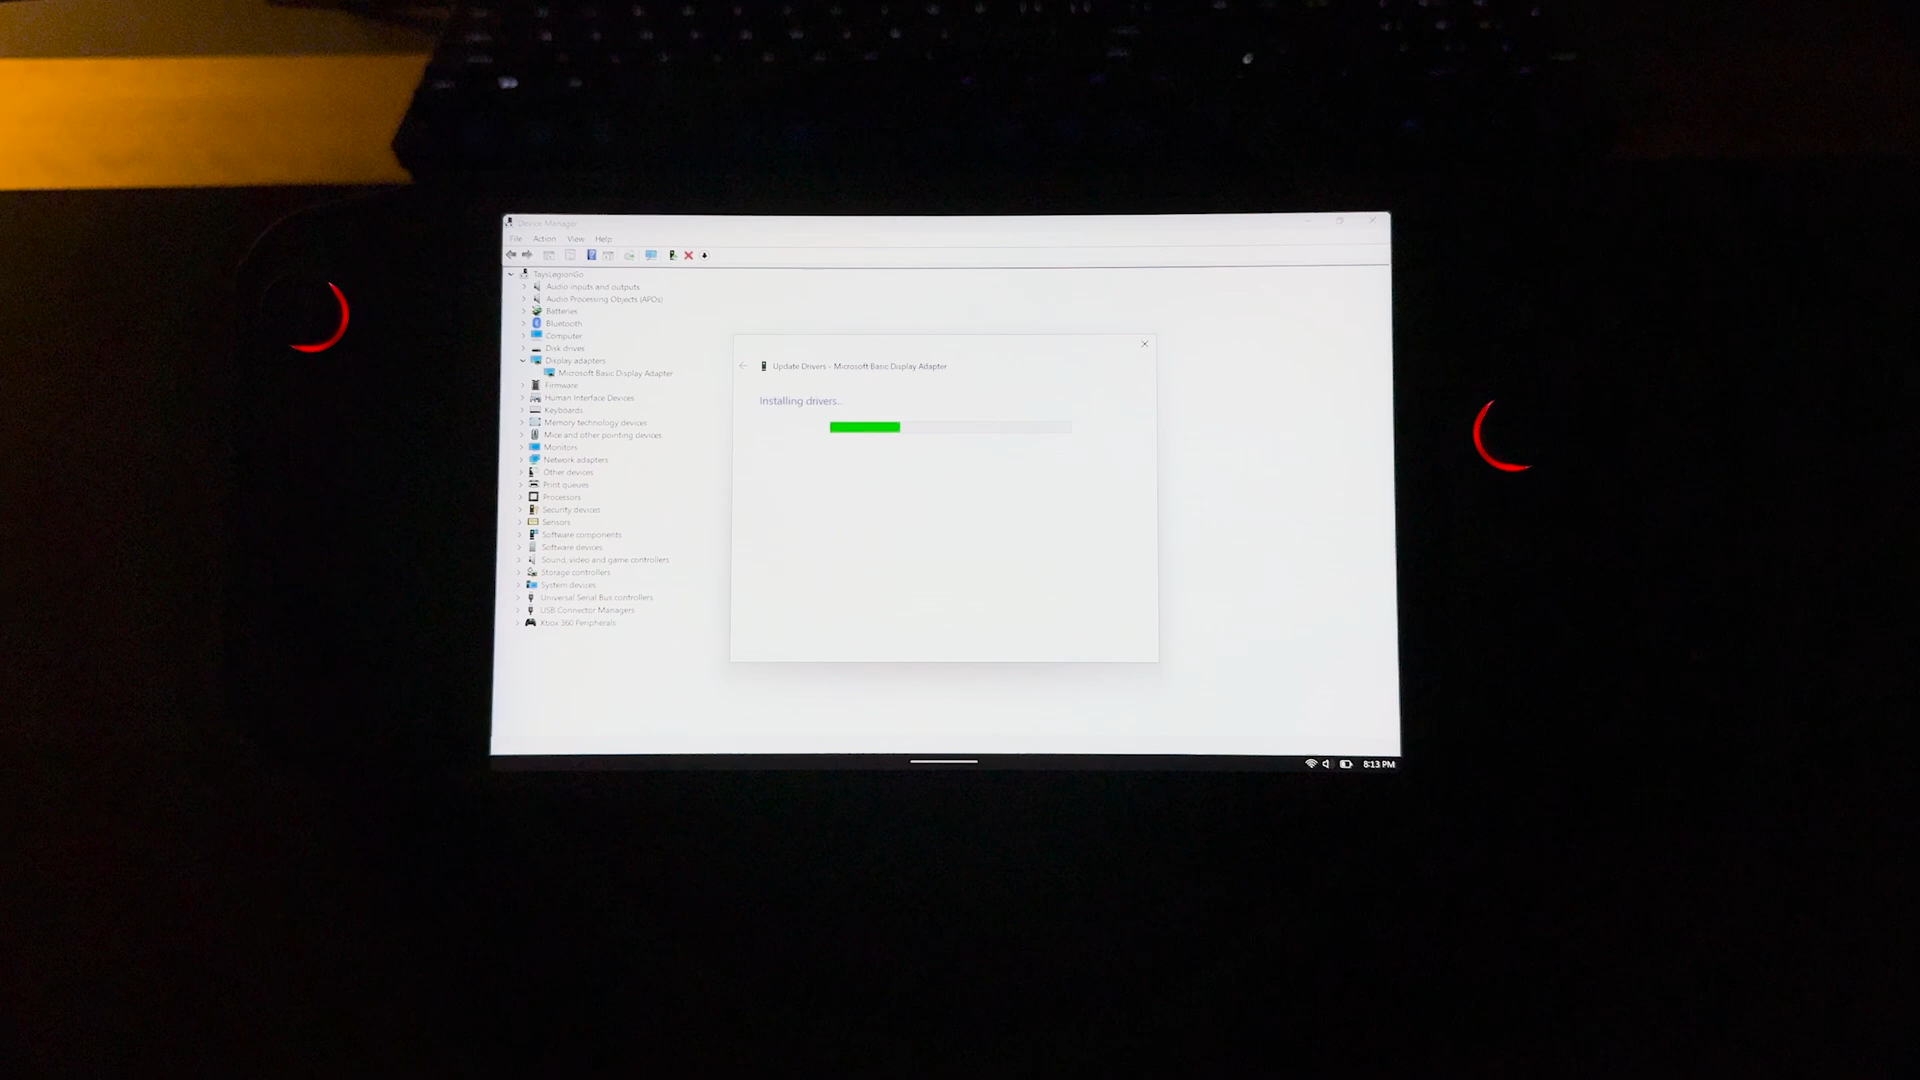 Device Manager
File Action View Help
TaysLegionGo
Audio inputs and outputs
Audio Processing Objects (APOs)
Batteries
Bluetooth
Computer
Disk drives
Display adapters
Microsoft Basic Display Adapter
Firmware
Human Interface Devices
Keyboards
Memory technology devices
Mice and other pointing devices
Monitors
Network adapters
Other devices
Print queues
Processors
Security devices
Sensors
Software components
Software devices
Sound, video and game controllers
Storage controllers
System devices
Universal Serial Bus controllers
USB Connector Managers
Xbox 360 Peripherals
Update Drivers - Microsoft Basic Display Adapter
Installing drivers...
8:13 PM